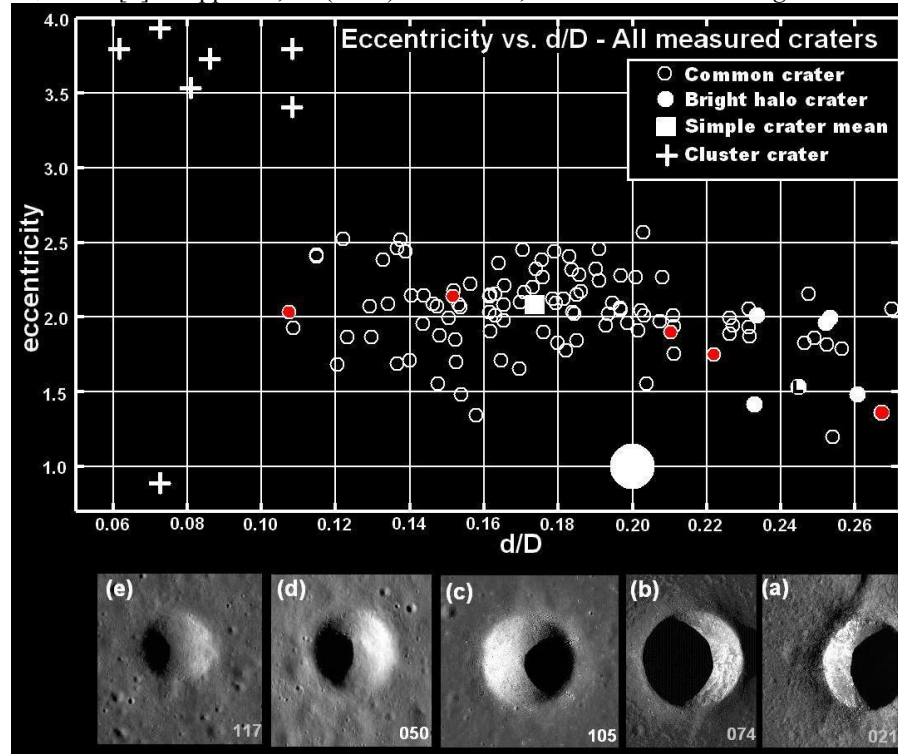 Eccentricity vs. d/D - All measured craters
Common crater
Bright halo crater
Simple crater mean
Cluster crater
eccentricity
4.0
3.5
3.0
2.5
2.0
1.5
1.0
0.06 0.08 0.10 0.12 0.14 0.16 0.18 0.20 0.22 0.24 0.26
d/D
(e) (d) (c) (b) (a)
117 050 105 074 021